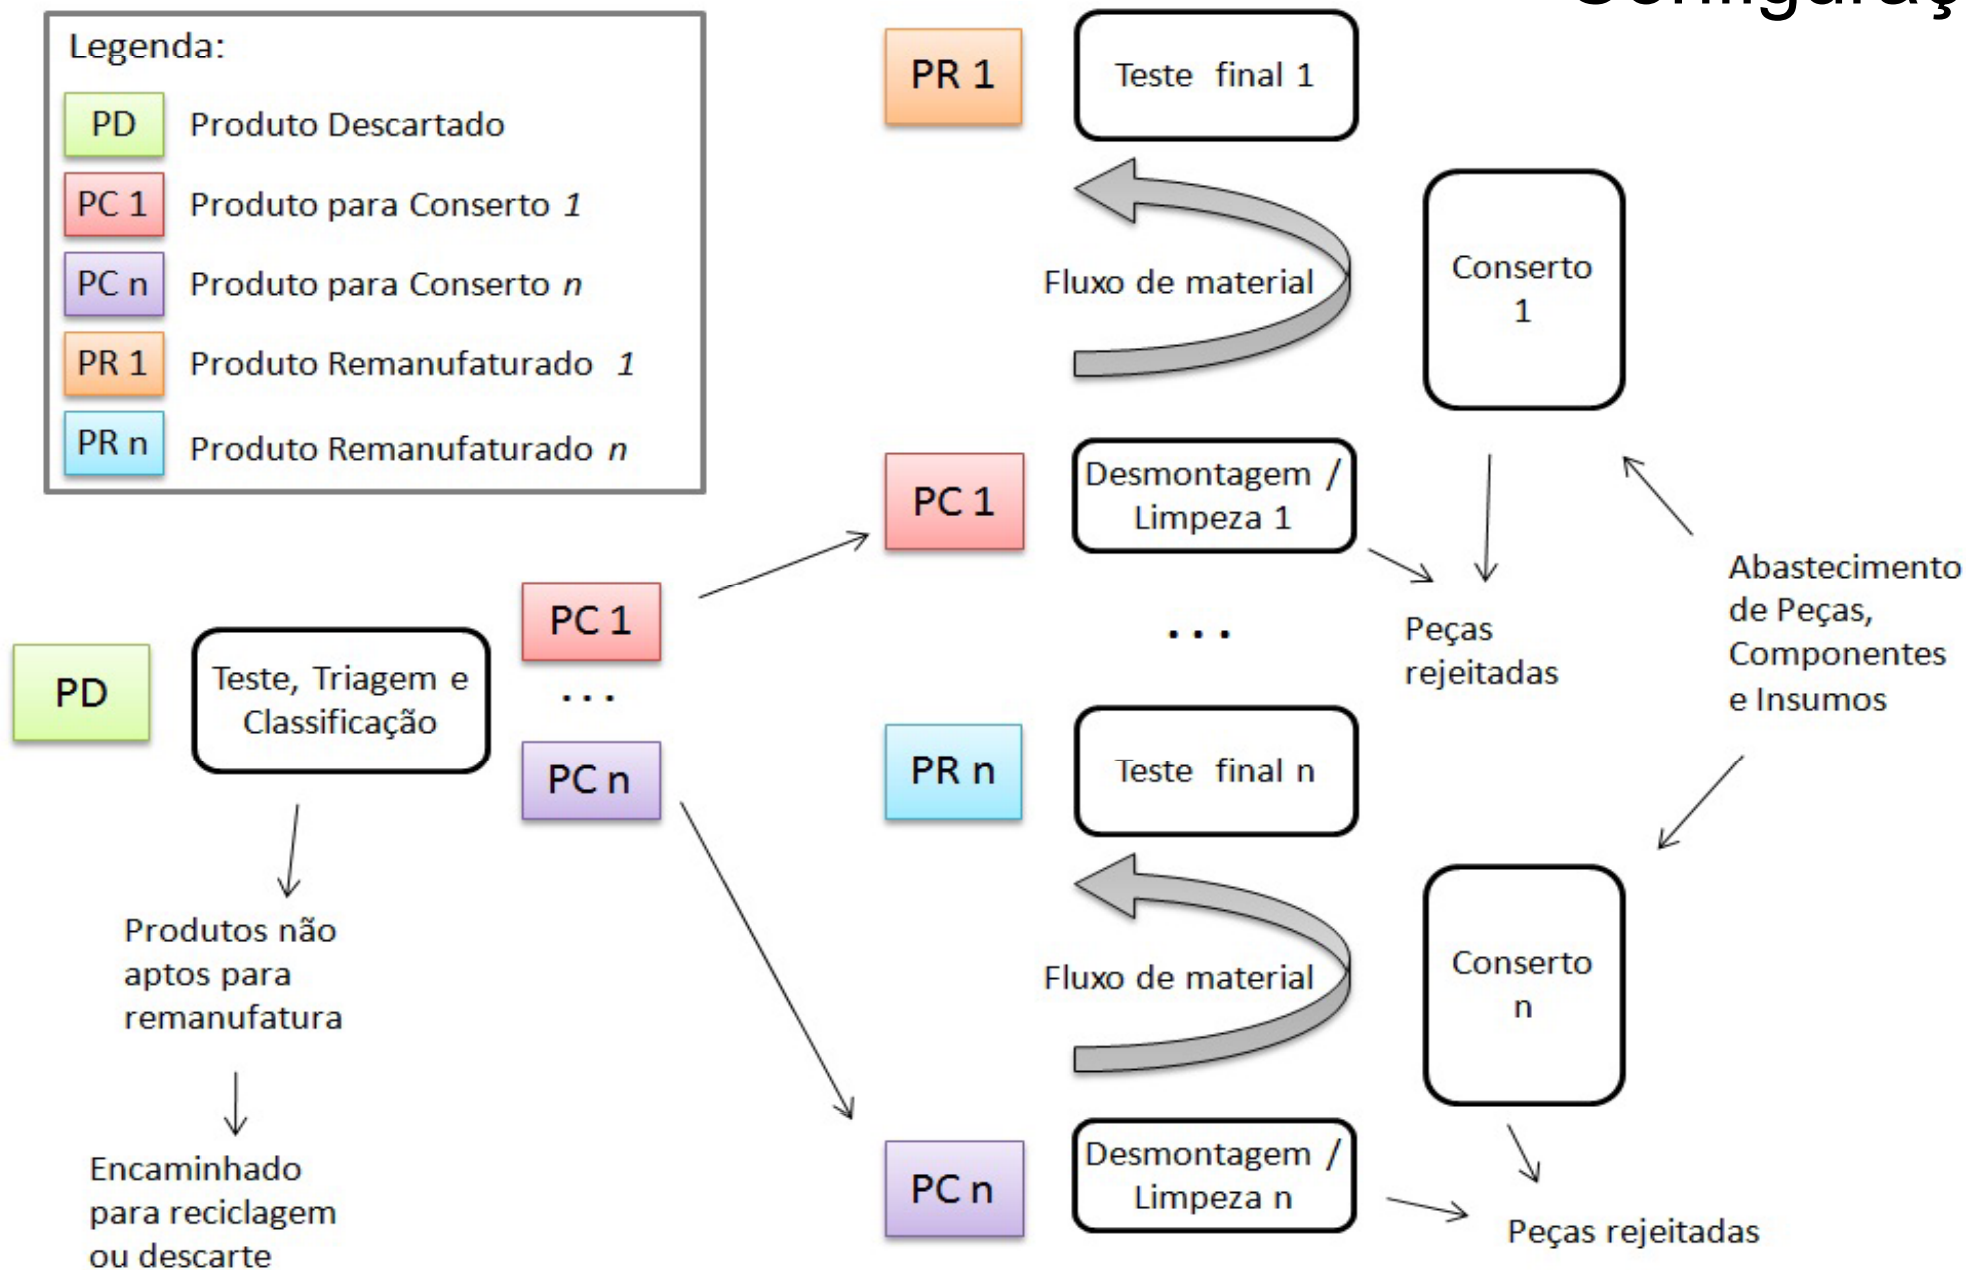 Legenda:
PD Produto Descartado
PC 1 Produto para Conserto 1
PC n Produto para Conserto n
PR 1 Produto Remanufaturado 1
PR n Produto Remanufaturado n
PR 1
Teste final 1
Fluxo de material
Conserto
1
PC 1
Desmontagem /
Limpeza 1
Peças
rejeitadas
Abastecimento
de Peças,
Componentes
e Insumos
PD
Teste, Triagem e
Classificação
PC 1
...
PC n
...
PR n
Teste final n
Fluxo de material
Conserto
n
PC n
Desmontagem /
Limpeza n
Peças rejeitadas
Produtos não
aptos para
remanufatura
Encaminhado
para reciclagem
ou descarte